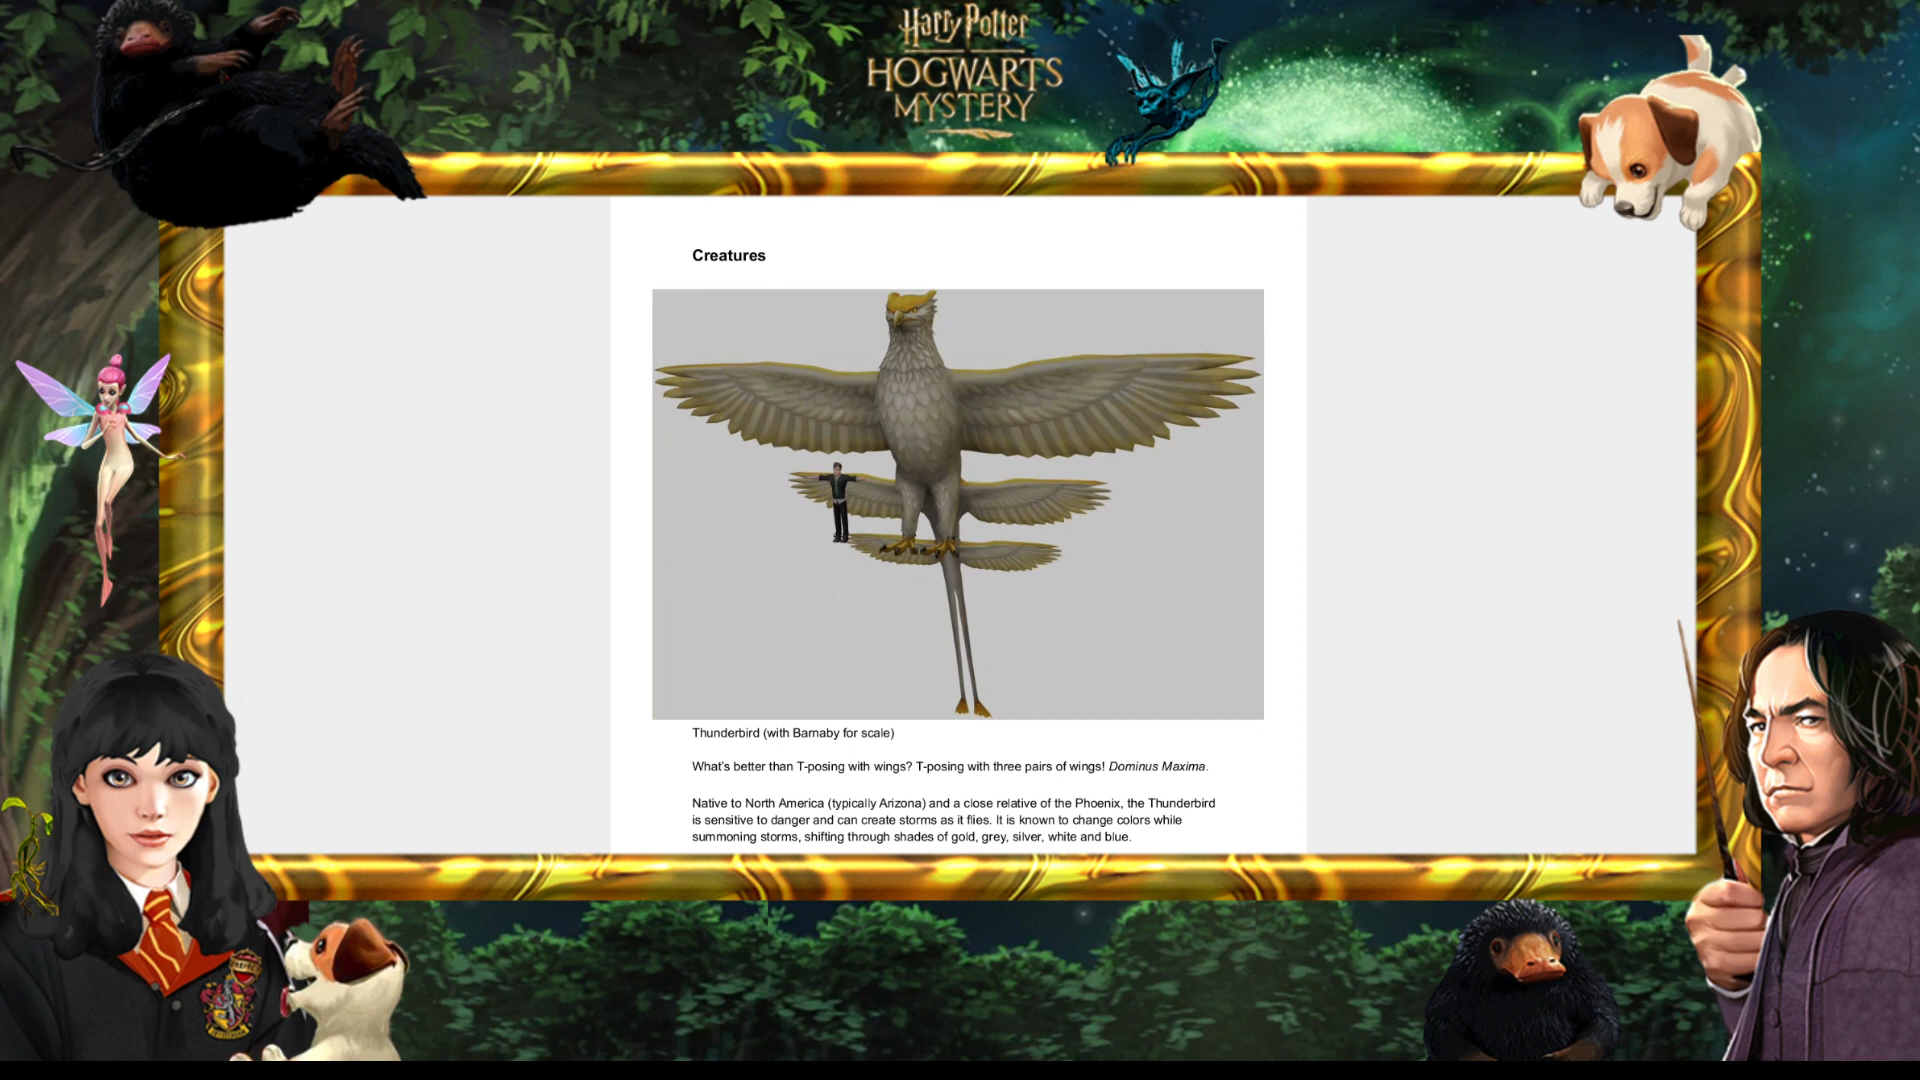 Harry Potter
HOGWARTS
MYSTERY
Creatures
Thunderbird (with Barnaby for scale)
What's better than T-posing with wings? T-posing with three pairs of wings! Dominus Maxima.
Native to North America (typically Arizona) and a close relative of the Phoenix, the Thunderbird
is sensitive to danger and can create storms as it flies. It is known to change colors while
summoning storms, shifting through shades of gold, grey, silver, white and blue.
PREFECT